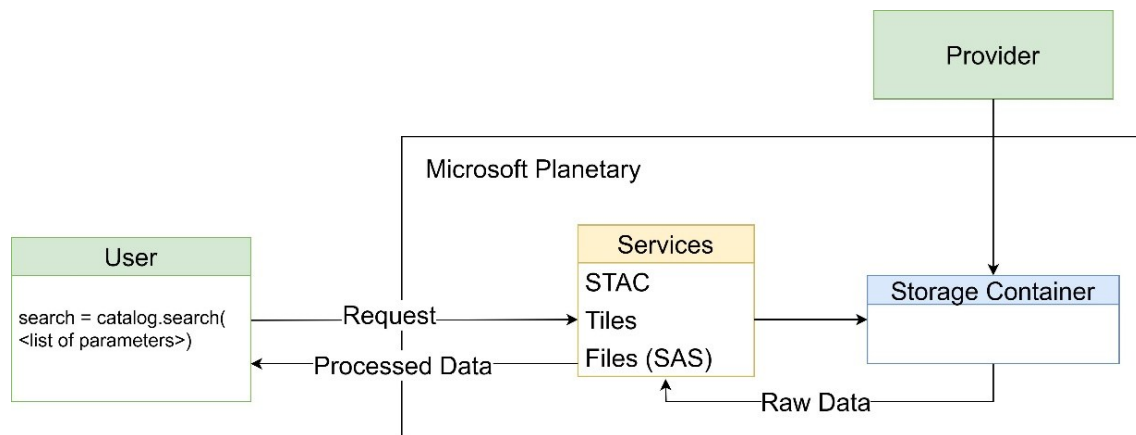 Provider
Microsoft Planetary
User
search = catalog.search(
<list of parameters>)
Request
Processed Data
Services
STAC
Tiles
Files (SAS)
Storage Container
Raw Data